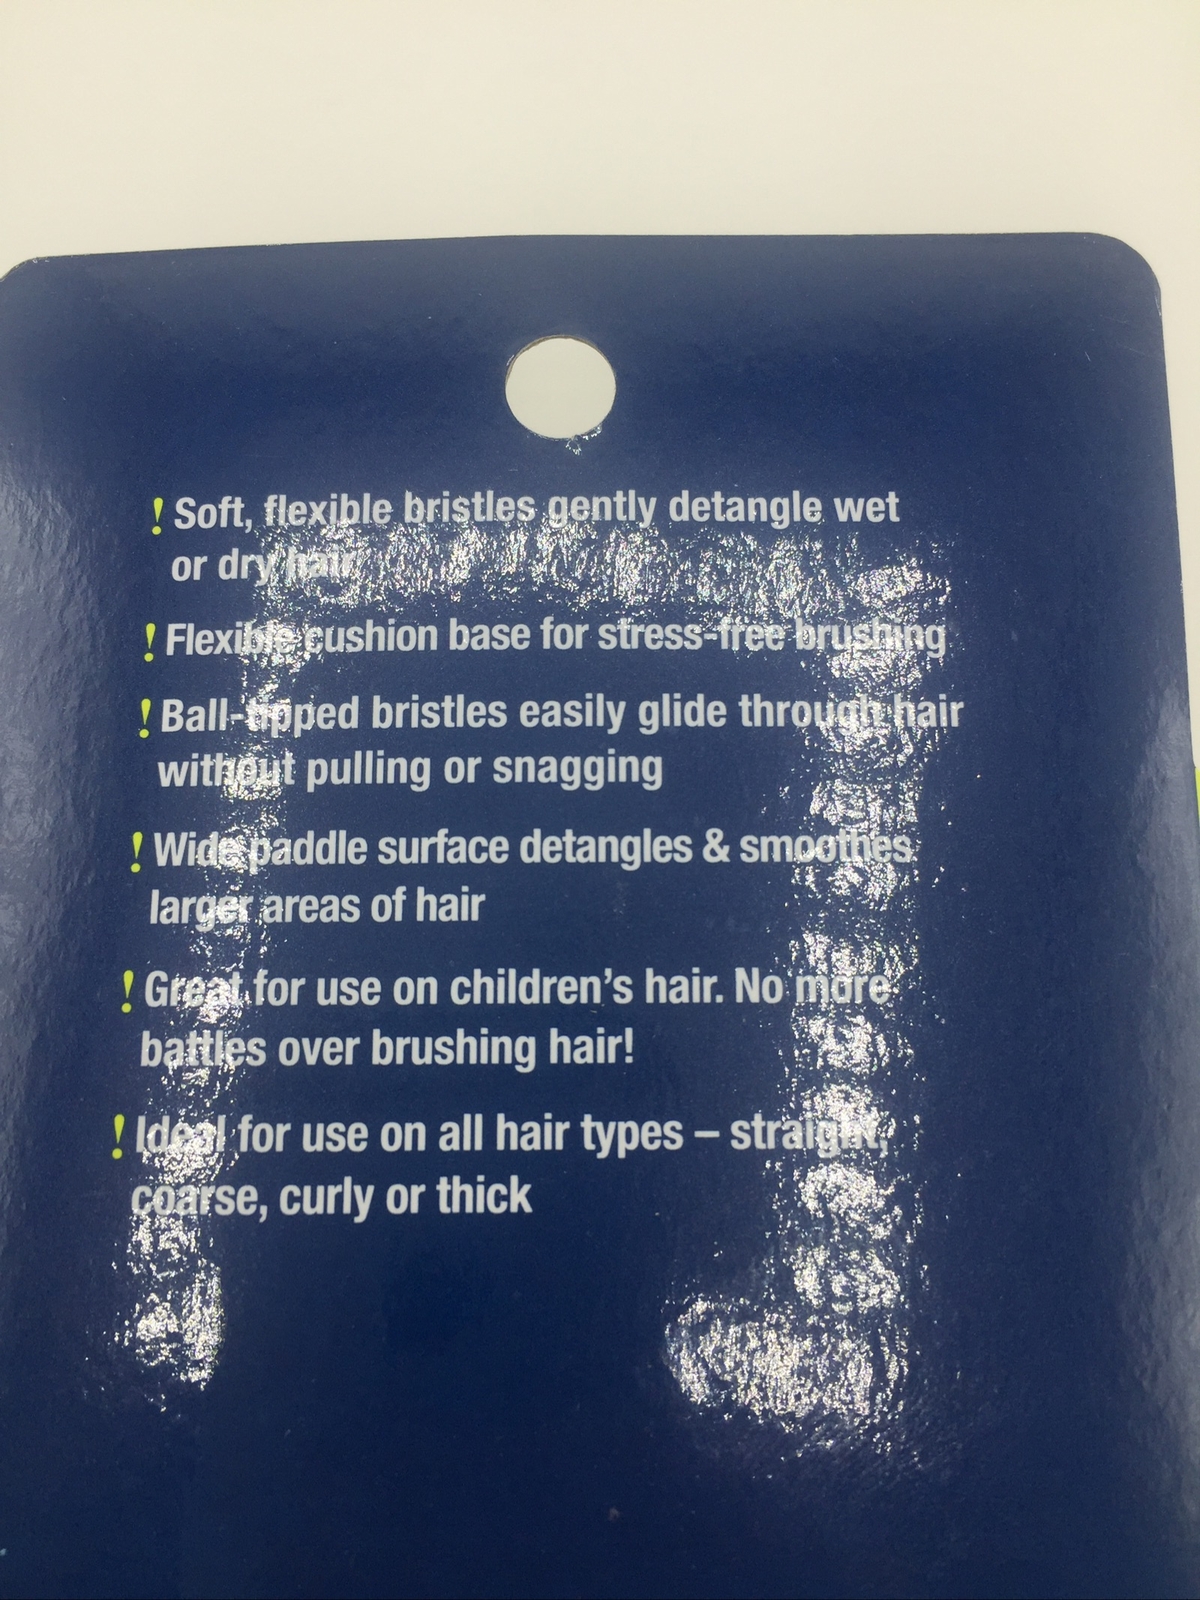 ! Soft, flexible bristles gently detangle wet
or dry hair
! Flexible cushion base for stress-free brushing
! Ball-tipped bristles easily glide through hair
without pulling or snagging
! Wide paddle surface detangles & smoothes
larger areas of hair
! Great for use on children's hair. No more
battles over brushing hair!
! Ideal for use on all hair types – straight,
coarse, curly or thick